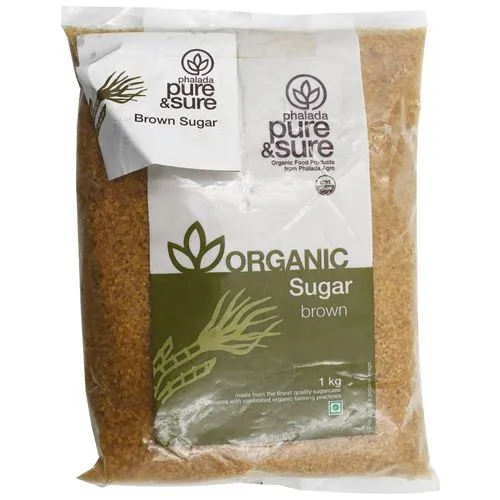 phalada
pure
&sure
Brown Sugar
phalada
pure
&sure
Organic Food Products
from Phalada Agro
ORGANIC
Sugar
brown
1 kg
made from the finest quality sugarcane
cultivated with controlled organic farming practices